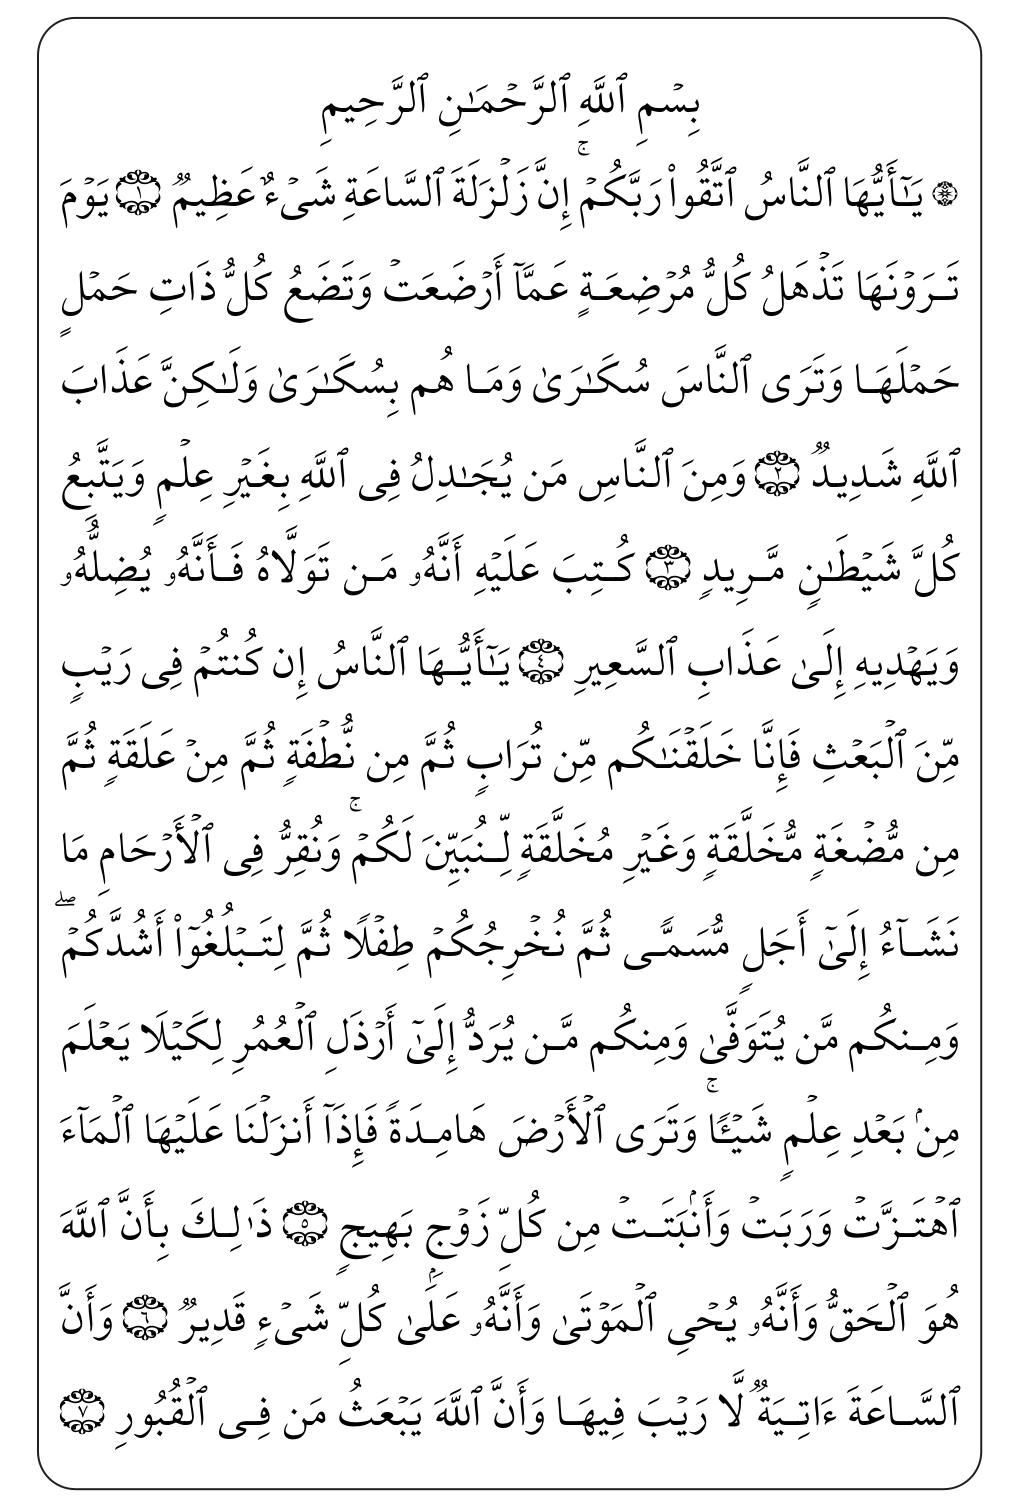 بِسۡمِ ٱللَّهِ ٱلرَّحۡمَـٰنِ ٱلرَّحِيمِ
۞ يَـٰٓأَيُّهَا ٱلنَّاسُ ٱتَّقُوا۟ رَبَّكُمۡۚ إِنَّ زَلۡزَلَةَ ٱلسَّاعَةِ شَىۡءٌ عَظِيمٌ ۝١ يَوۡمَ
تَرَوۡنَهَا تَذۡهَلُ كُلُّ مُرۡضِعَةٍ عَمَّآ أَرۡضَعَتۡ وَتَضَعُ كُلُّ ذَاتِ حَمۡلٍ
حَمۡلَهَا وَتَرَى ٱلنَّاسَ سُكَـٰرَىٰ وَمَا هُم بِسُكَـٰرَىٰ وَلَـٰكِنَّ عَذَابَ
ٱللَّهِ شَدِيدٌ ۝٢ وَمِنَ ٱلنَّاسِ مَن يُجَـٰدِلُ فِى ٱللَّهِ بِغَيۡرِ عِلۡمٍ وَيَتَّبِعُ
كُلَّ شَيۡطَـٰنٍ مَّرِيدٍ ۝٣ كُتِبَ عَلَيۡهِ أَنَّهُۥ مَن تَوَلَّاهُ فَأَنَّهُۥ يُضِلُّهُۥ
وَيَهۡدِيهِ إِلَىٰ عَذَابِ ٱلسَّعِيرِ ۝٤ يَـٰٓأَيُّهَا ٱلنَّاسُ إِن كُنتُمۡ فِى رَيۡبٍ
مِّنَ ٱلۡبَعۡثِ فَإِنَّا خَلَقۡنَـٰكُم مِّن تُرَابٍ ثُمَّ مِن نُّطۡفَةٍ ثُمَّ مِنۡ عَلَقَةٍ ثُمَّ
مِن مُّضۡغَةٍ مُّخَلَّقَةٍ وَغَيۡرِ مُخَلَّقَةٍ لِّنُبَيِّنَ لَكُمۡۚ وَنُقِرُّ فِى ٱلۡأَرۡحَامِ مَا
نَشَآءُ إِلَىٰٓ أَجَلٍ مُّسَمًّى ثُمَّ نُخۡرِجُكُمۡ طِفۡلًا ثُمَّ لِتَبۡلُغُوٓا۟ أَشُدَّكُمۡۖ
وَمِنكُم مَّن يُتَوَفَّىٰ وَمِنكُم مَّن يُرَدُّ إِلَىٰٓ أَرۡذَلِ ٱلۡعُمُرِ لِكَيۡلَا يَعۡلَمَ
مِنۢ بَعۡدِ عِلۡمٍ شَيۡـًٔاۚ وَتَرَى ٱلۡأَرۡضَ هَامِدَةً فَإِذَآ أَنزَلۡنَا عَلَيۡهَا ٱلۡمَآءَ
ٱهۡتَزَّتۡ وَرَبَتۡ وَأَنۢبَتَتۡ مِن كُلِّ زَوۡجٍۭ بَهِيجٍ ۝٥ ذَٰلِكَ بِأَنَّ ٱللَّهَ
هُوَ ٱلۡحَقُّ وَأَنَّهُۥ يُحۡىِ ٱلۡمَوۡتَىٰ وَأَنَّهُۥ عَلَىٰ كُلِّ شَىۡءٍ قَدِيرٌ ۝٦ وَأَنَّ
ٱلسَّاعَةَ ءَاتِيَةٌ لَّا رَيۡبَ فِيهَا وَأَنَّ ٱللَّهَ يَبۡعَثُ مَن فِى ٱلۡقُبُورِ ۝٧